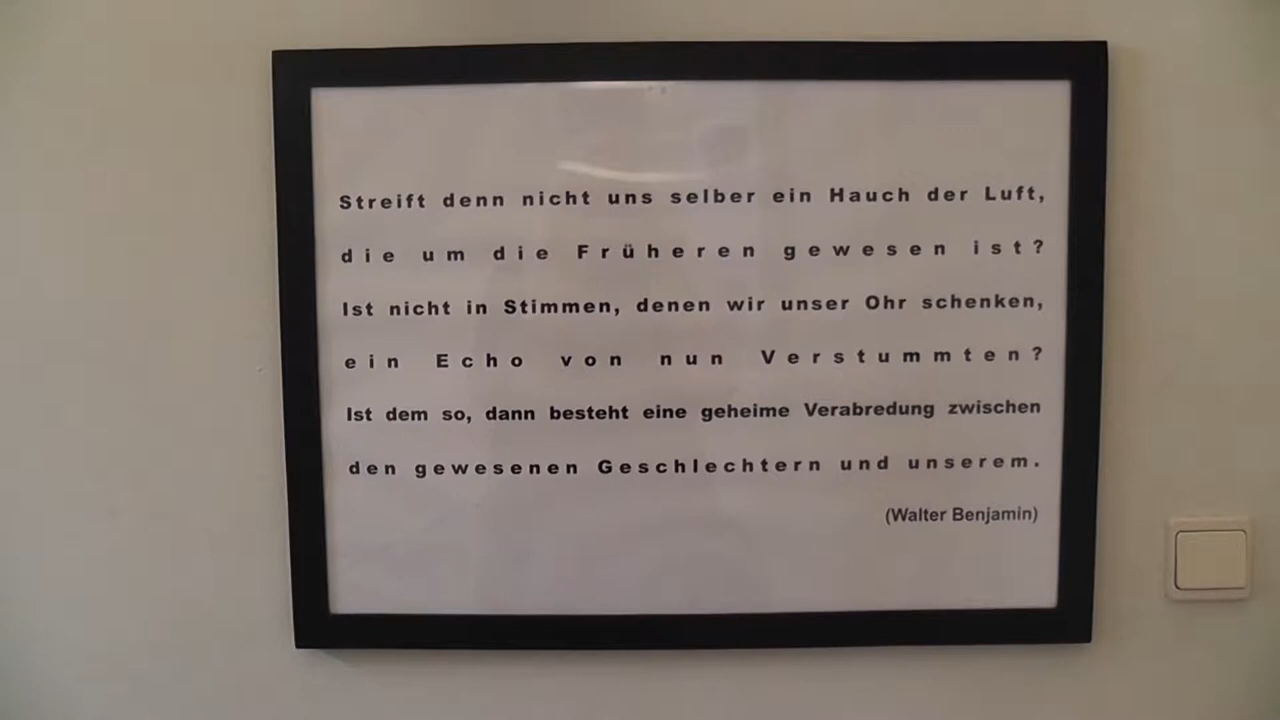 Streift denn nicht uns selber ein Hauch der Luft,
die um die Früheren gewesen ist?
Ist nicht in Stimmen, denen wir unser Ohr schenken,
ein Echo von nun Verstummten?
Ist dem so, dann besteht eine geheime Verabredung zwischen
den gewesenen Geschlechtern und unserem.
(Walter Benjamin)